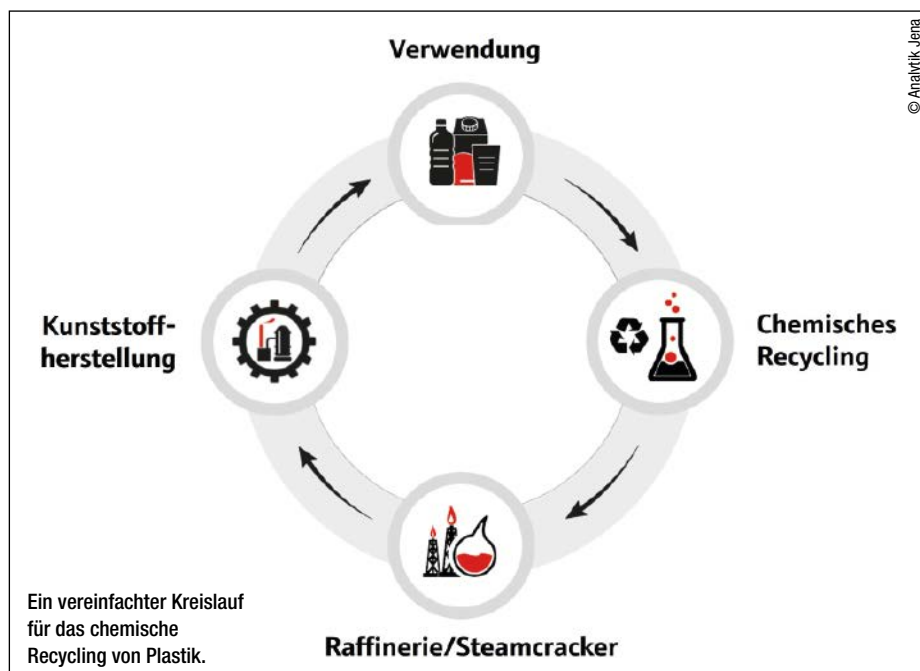 Verwendung
© Analytik Jena
Kunststoff-
herstellung
Chemisches
Recycling
Raffinerie/Steamcracker
Ein vereinfachter Kreislauf
für das chemische
Recycling von Plastik.